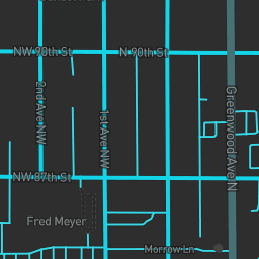 NW 90th St
N 90th St
2nd Ave NW
1st Ave NW
Greenwood Ave N
NW 87th St
Fred Meyer
Morrow Ln